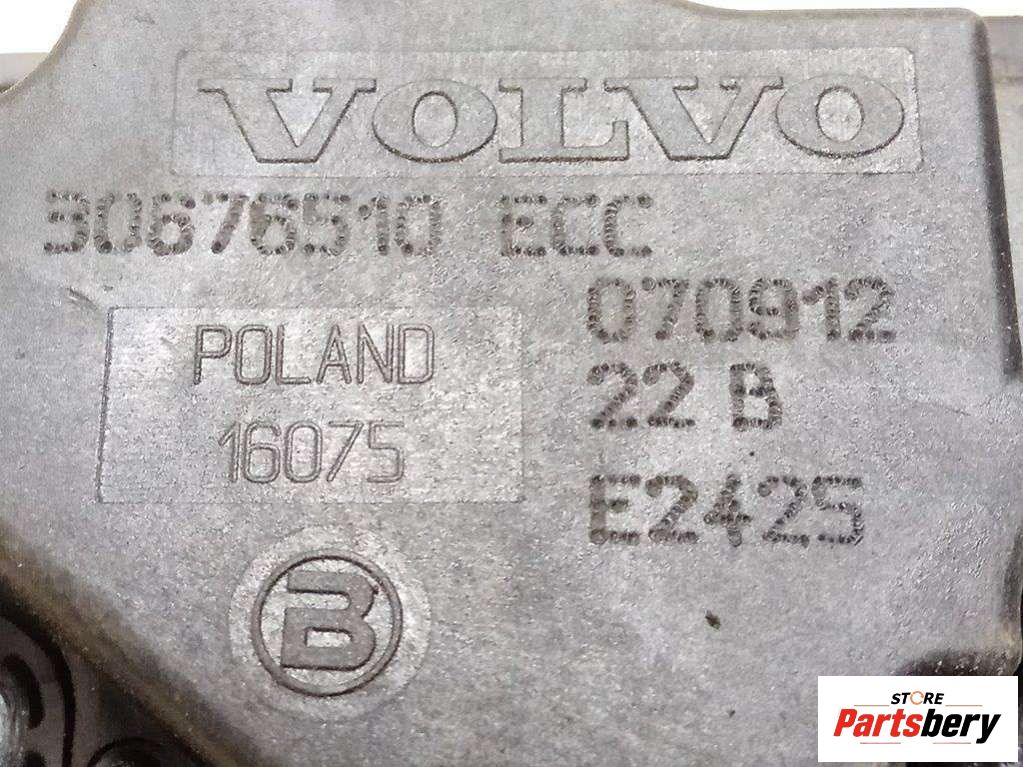 VOLVO
30676510 ECC
070912
POLAND
22 B
16075
E2425
B
STORE
Partsbery